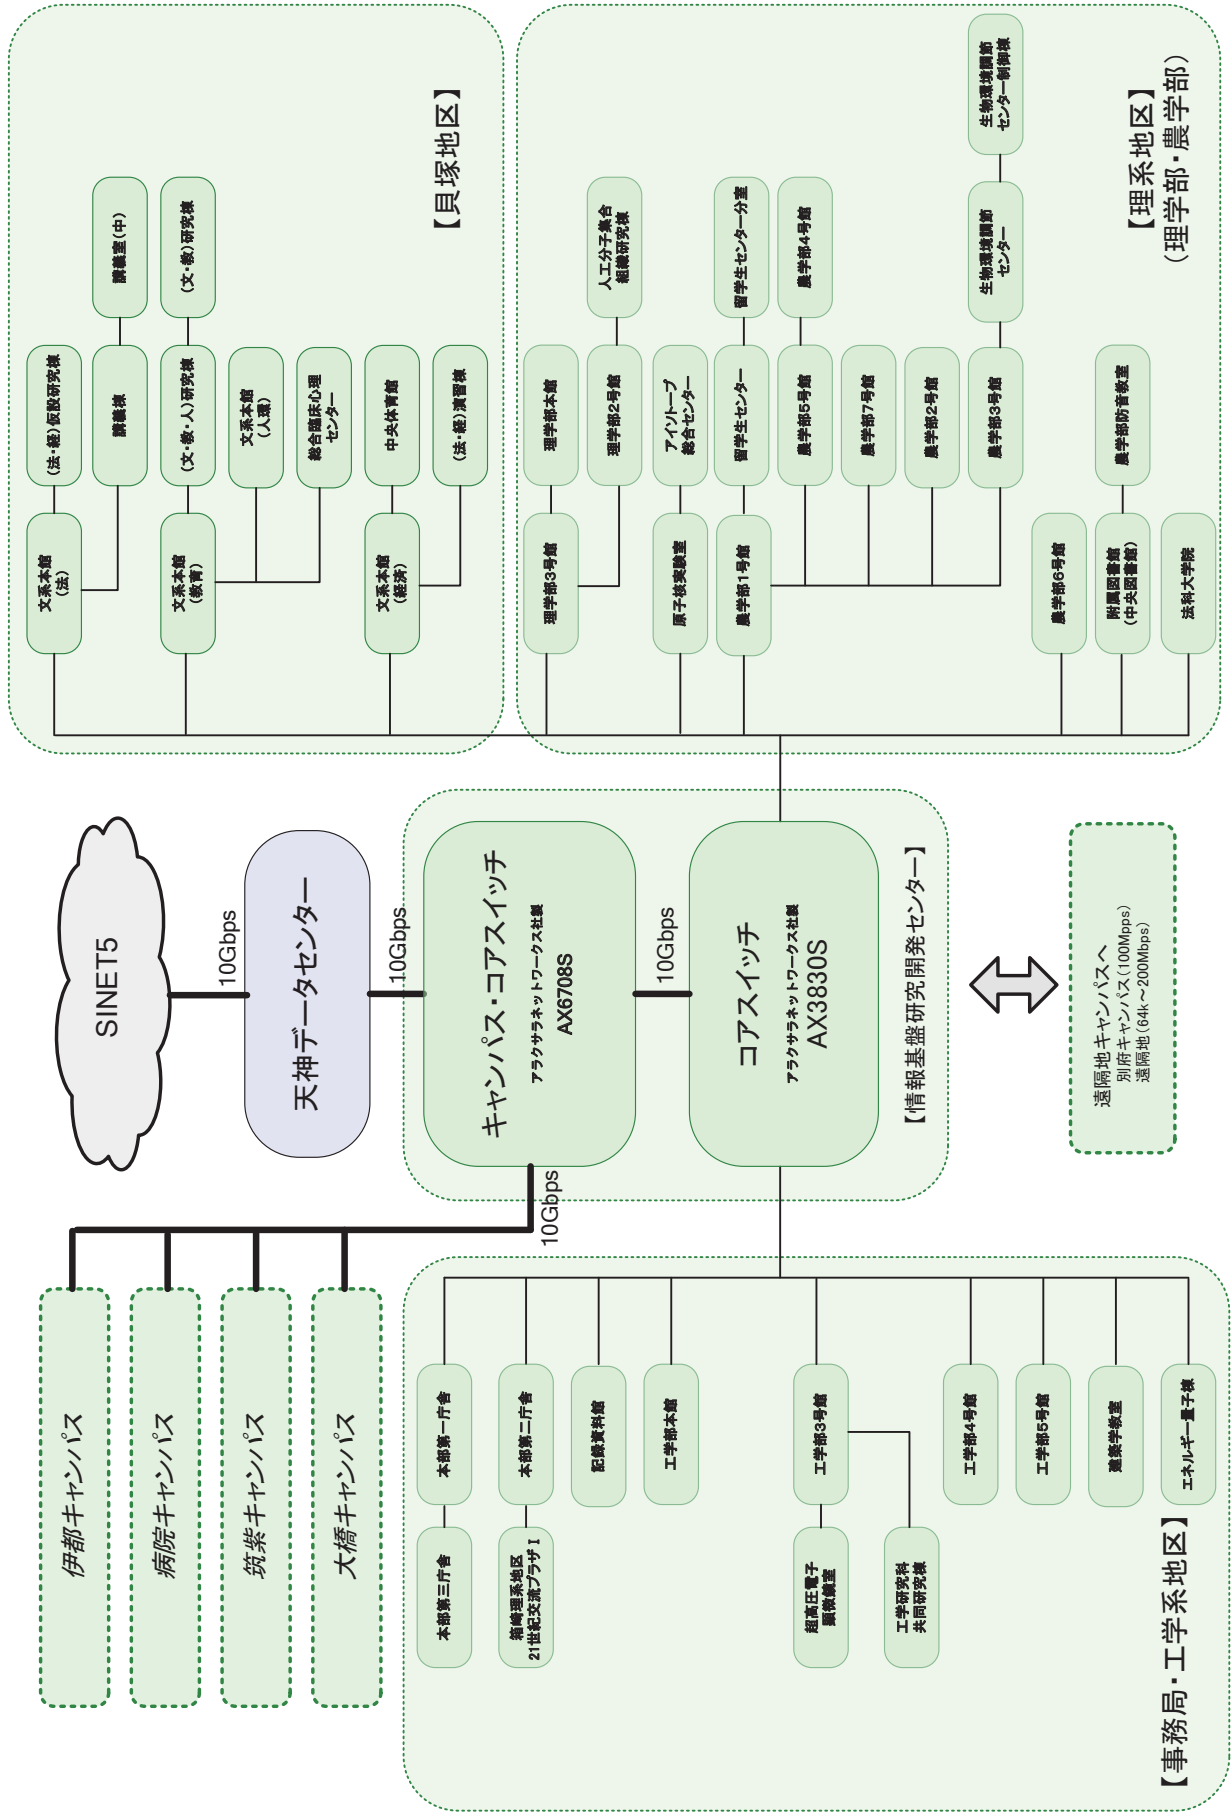 SINET5
10Gbps
天神データセンター
10Gbps
キャンパス・コアスイッチ
アラクサラネットワークス社製
AX6708S
10Gbps
10Gbps
コアスイッチ
アラクサラネットワークス社製
AX3830S
【情報基盤研究開発センター】
遠隔地キャンパスへ
別府キャンパス(100Mpps)
遠隔地(64k～200Mbps)
伊都キャンパス
病院キャンパス
筑紫キャンパス
大橋キャンパス
本部第三庁舎
本部第一庁舎
箱崎理系地区
21世紀交流プラザⅠ
本部第二庁舎
記録資料館
工学部本館
超高圧電子
顕微鏡室
工学部3号館
工学研究科
共同研究棟
工学部4号館
工学部5号館
建築学教室
エネルギー量子棟
【事務局・工学系地区】
文系本館
(法)
(法・経)仮設研究棟
講義棟
講義室(中)
文系本館
(教育)
(文・教・人)研究棟
(文・教)研究棟
文系本館
(人環)
総合臨床心理
センター
文系本館
(経済)
中央体育館
(法・経)演習棟
【貝塚地区】
理学部3号館
理学部本館
理学部2号館
人工分子集合
組織研究棟
原子核実験室
アイソトープ
総合センター
農学部1号館
留学生センター
留学生センター分室
農学部5号館
農学部4号館
農学部7号館
農学部2号館
農学部3号館
生物環境調節
センター
生物環境調節
センター制御棟
農学部6号館
附属図書館
(中央図書館)
農学部防音教室
法科大学院
【理系地区】
(理学部・農学部)